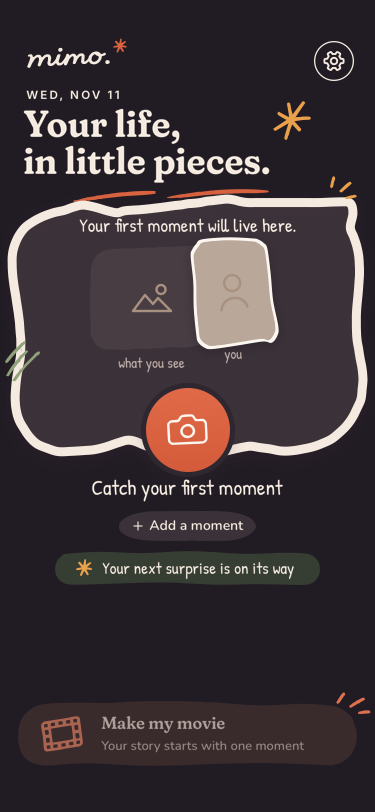 mimo.
WED, NOV 11
Your life,
in little pieces.
Your first moment will live here.
what you see
you
Catch your first moment
+ Add a moment
Your next surprise is on its way
Make my movie
Your story starts with one moment